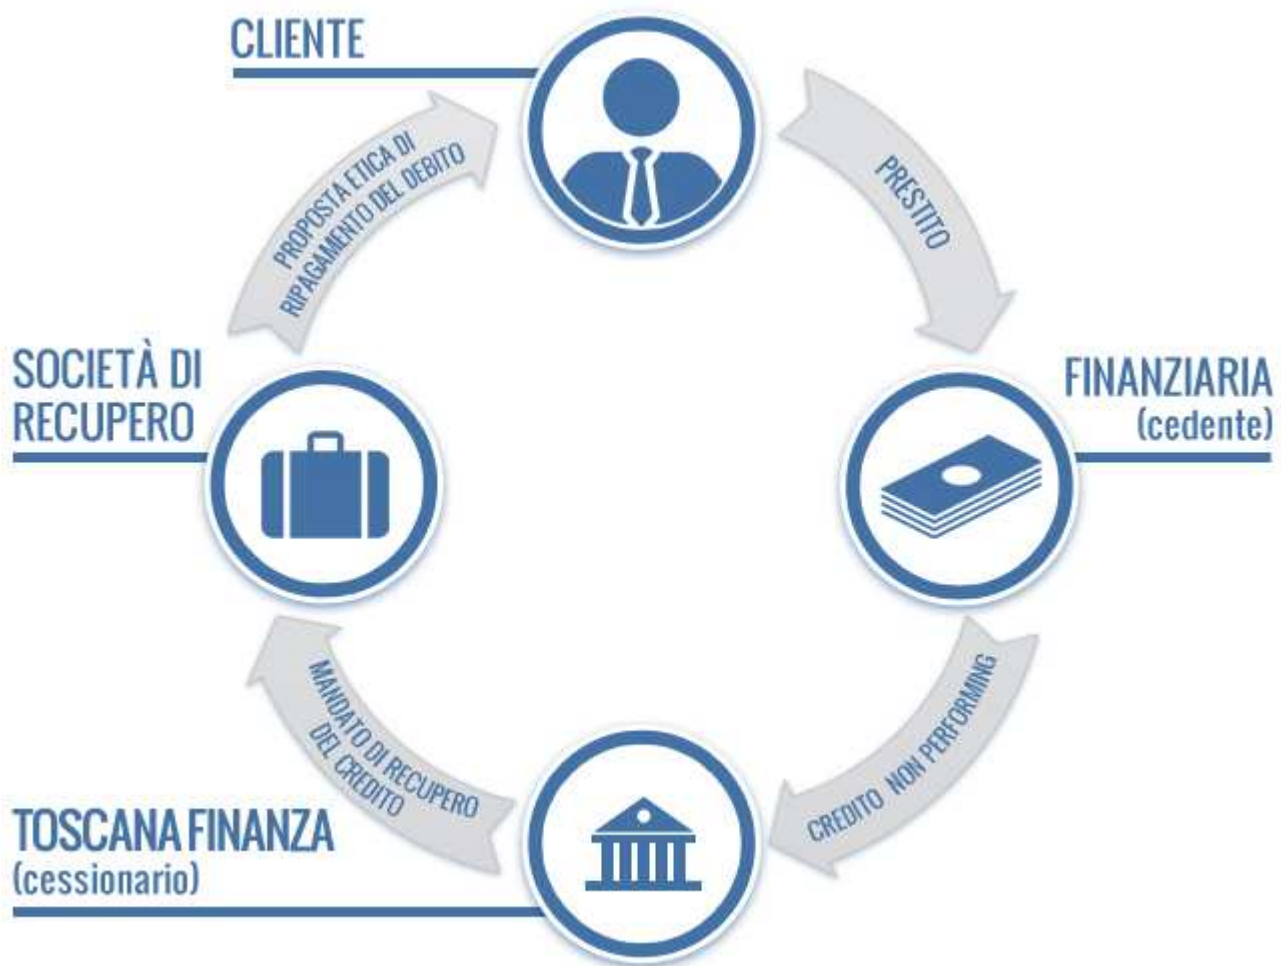 CLIENTE
PRESTITO
FINANZIARIA
(cedente)
CREDITO NON PERFORMING
TOSCANA FINANZA
(cessionario)
MANDATO DI RECUPERO
DEL CREDITO
SOCIETÀ DI
RECUPERO
PROPOSTA ETICA DI
RIPAGAMENTO DEL DEBITO